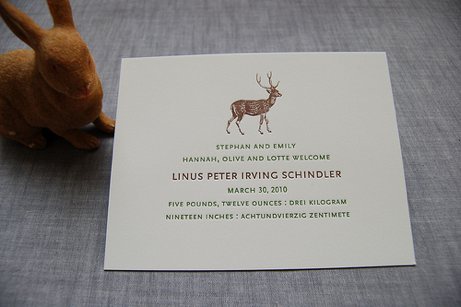 STEPHAN AND EMILY
HANNAH, OLIVE AND LOTTE WELCOME
LINUS PETER IRVING SCHINDLER
MARCH 30, 2010
FIVE POUNDS, TWELVE OUNCES : DREI KILOGRAM
NINETEEN INCHES : ACHTUNDVIERZIG ZENTIMETE